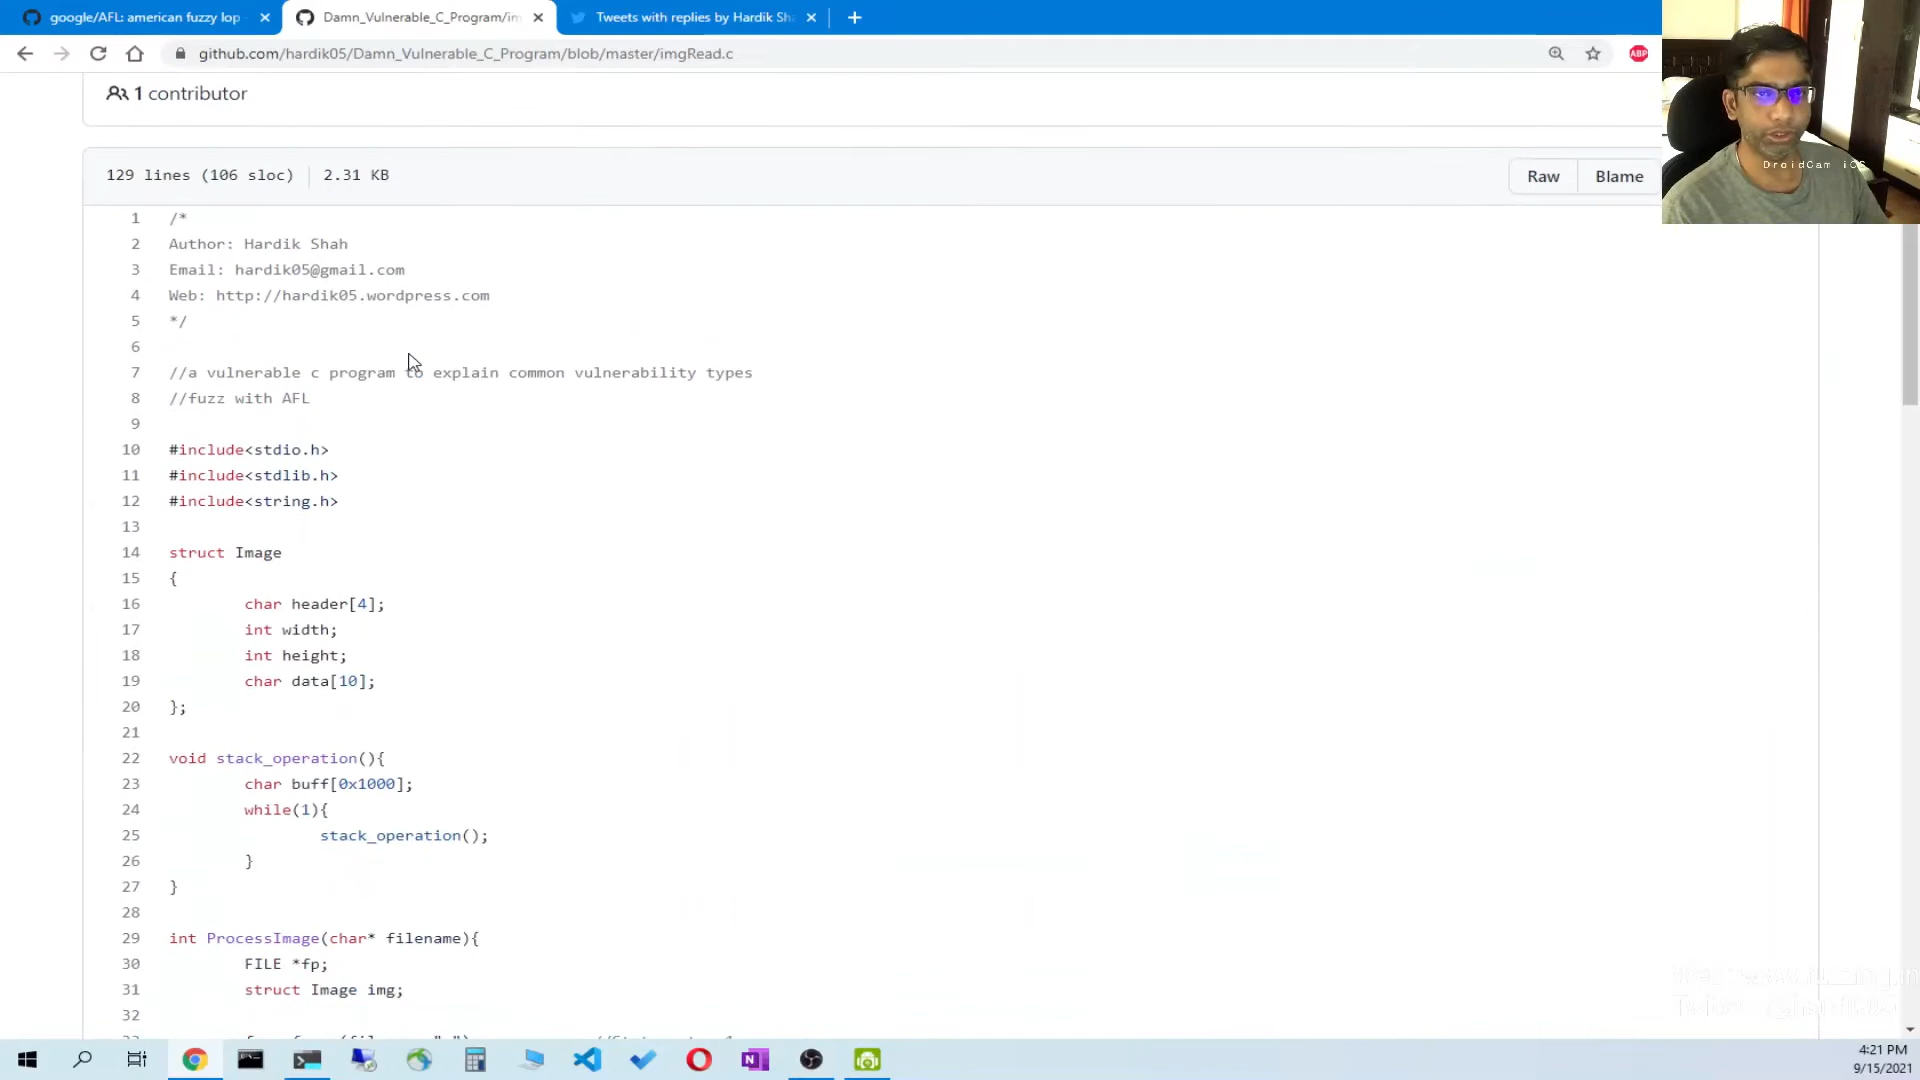 google/AFL: american fuzzy lop
Damn_Vulnerable_C_Program/im
Tweets with replies by Hardik Sh
github.com/hardik05/Damn_Vulnerable_C_Program/blob/master/imgRead.c
ABP
DroidCam iOS
1 contributor
129 lines (106 sloc) 2.31 KB
Raw
Blame
1 /*
2 Author: Hardik Shah
3 Email: hardik05@gmail.com
4 Web: http://hardik05.wordpress.com
5 */
6
7 //a vulnerable c program to explain common vulnerability types
8 //fuzz with AFL
9
10 #include<stdio.h>
11 #include<stdlib.h>
12 #include<string.h>
13
14 struct Image
15 {
16 char header[4];
17 int width;
18 int height;
19 char data[10];
20 };
21
22 void stack_operation(){
23 char buff[0x1000];
24 while(1){
25 stack_operation();
26 }
27 }
28
29 int ProcessImage(char* filename){
30 FILE *fp;
31 struct Image img;
32
4:21 PM
9/15/2021